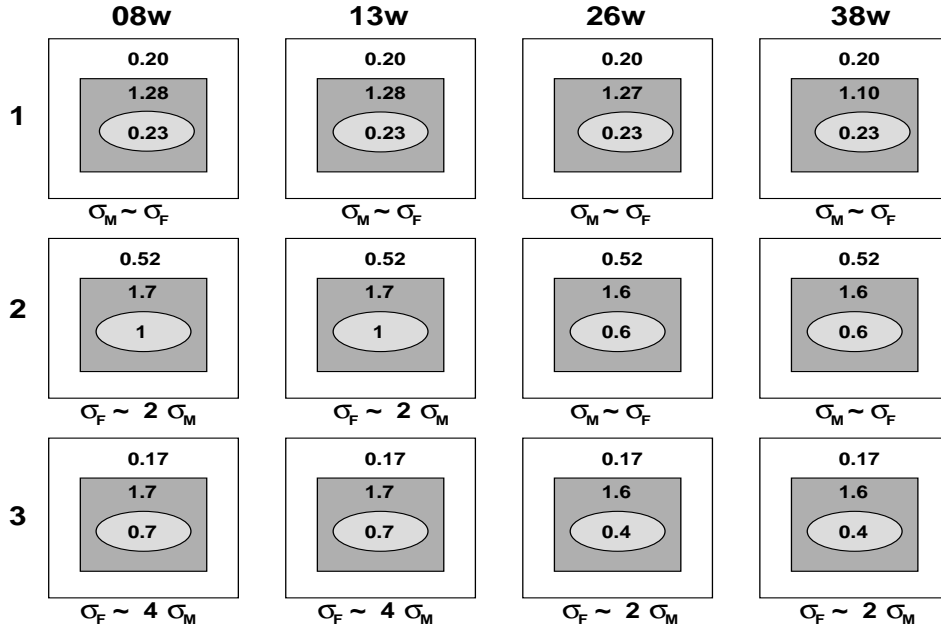 08w 13w 26w 38w
0.20 0.20 0.20 0.20
1.28 1.28 1.27 1.10
1
0.23 0.23 0.23 0.23
σM ~ σF σM ~ σF σM ~ σF σM ~ σF
0.52 0.52 0.52 0.52
1.7 1.7 1.6 1.6
2
1 1 0.6 0.6
σF ~ 2 σM σF ~ 2 σM σM ~ σF σM ~ σF
0.17 0.17 0.17 0.17
1.7 1.7 1.6 1.6
3
0.7 0.7 0.4 0.4
σF ~ 4 σM σF ~ 4 σM σF ~ 2 σM σF ~ 2 σM